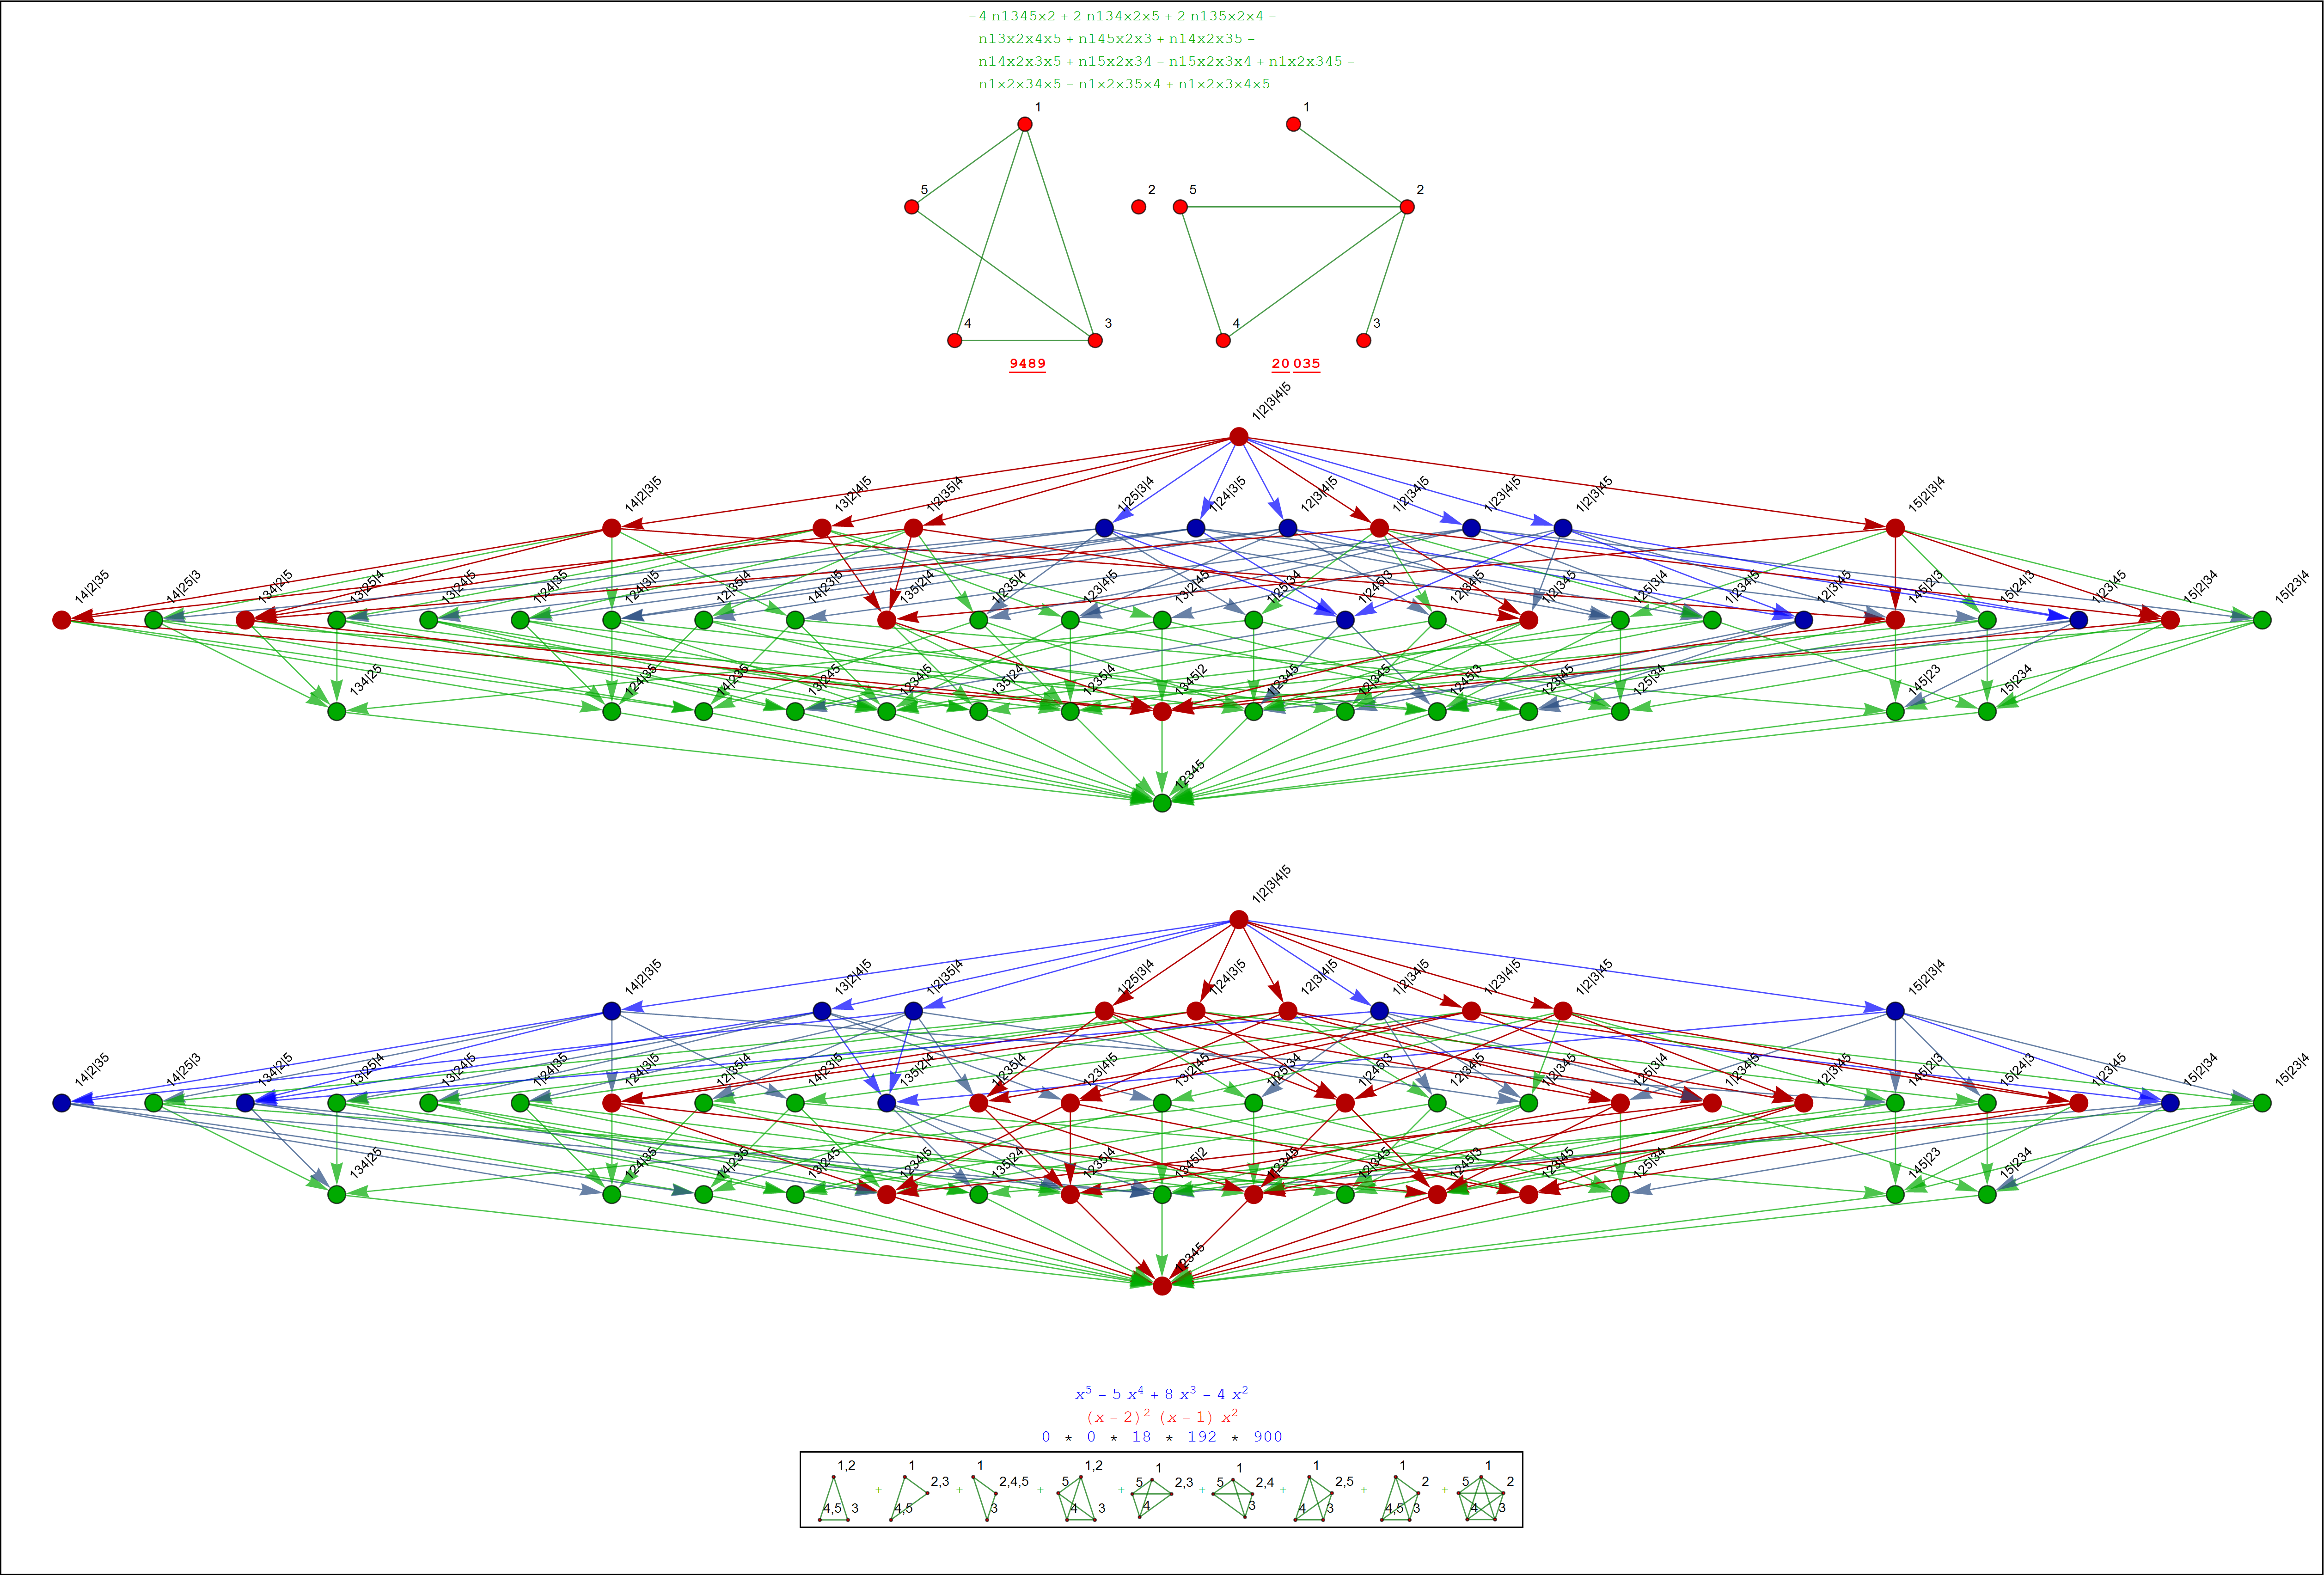 −4 n1345x2 + 2 n134x2x5 + 2 n135x2x4 −
n13x2x4x5 + n145x2x3 + n14x2x35 −
n14x2x3x5 + n15x2x34 − n15x2x3x4 + n1x2x345 −
n1x2x34x5 − n1x2x35x4 + n1x2x3x4x5
1 1
5 2 5 2
4 3 4 3
9489 20 035
1|2|3|4|5
14|2|3|5 13|2|4|5 1|2|35|4 1|25|3|4 1|24|3|5 12|3|4|5 1|2|34|5 1|23|4|5 1|2|3|45 15|2|3|4
14|2|35 14|25|3 134|2|5 13|25|4 13|24|5 1|24|35 124|3|5 12|35|4 14|23|5 135|2|4 1|235|4 123|4|5 13|2|45 1|25|34 1|245|3 12|34|5 1|2|345 125|3|4 1|234|5 12|3|45 145|2|3 15|24|3 1|23|45 15|2|34 15|23|4
134|25 124|35 14|235 13|245 1234|5 135|24 1235|4 1345|2 1|2345 12|345 1245|3 123|45 125|34 145|23 15|234
12345
1|2|3|4|5
14|2|3|5 13|2|4|5 1|2|35|4 1|25|3|4 1|24|3|5 12|3|4|5 1|2|34|5 1|23|4|5 1|2|3|45 15|2|3|4
14|2|35 14|25|3 134|2|5 13|25|4 13|24|5 1|24|35 124|3|5 12|35|4 14|23|5 135|2|4 1|235|4 123|4|5 13|2|45 1|25|34 1|245|3 12|34|5 1|2|345 125|3|4 1|234|5 12|3|45 145|2|3 15|24|3 1|23|45 15|2|34 15|23|4
134|25 124|35 14|235 13|245 1234|5 135|24 1235|4 1345|2 1|2345 12|345 1245|3 123|45 125|34 145|23 15|234
12345
x⁵ − 5 x⁴ + 8 x³ − 4 x²
(x − 2)² (x − 1) x²
0 * 0 * 18 * 192 * 900
1,2 4,5 3 + 1 2,3 4,5 + 1 2,4,5 3 + 1,2 5 4 3 + 1 5 2,3 4 + 1 5 2,4 3 + 1 2,5 4 3 + 1 2 4,5 3 + 1 5 2 4 3